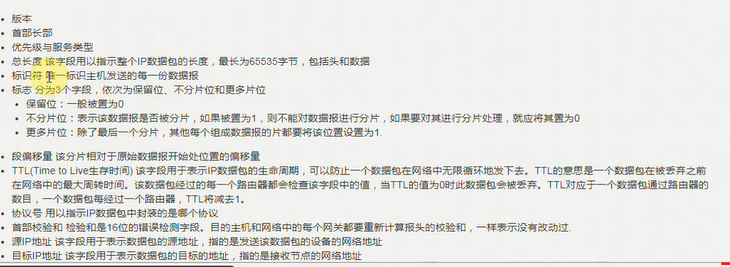 版本
首部长部
优先级与服务类型
总长度 该字段用以指示整个IP数据包的长度，最长为65535字节，包括头和数据
标识符 唯一标识主机发送的每一份数据报
标志 分为3个字段，依次为保留位、不分片位和更多片位
保留位：一般被置为0
不分片位：表示该数据报是否被分片，如果被置为1，则不能对数据报进行分片，如果要对其进行分片处理，就应将其置为0
更多片位：除了最后一个分片，其他每个组成数据报的片都要将该位置设置为1.
段偏移量 该分片相对于原始数据报开始处位置的偏移量
TTL(Time to Live生存时间) 该字段用于表示IP数据包的生命周期，可以防止一个数据包在网络中无限循环地发下去。TTL的意思是一个数据包在被丢弃之前
在网络中的最大周转时间。该数据包经过的每一个路由器都会检查该字段中的值，当TTL的值为0时此数据包会被丢弃。TTL对应于一个数据包通过路由器的
数目，一个数据包每经过一个路由器，TTL将减去1。
协议号 用以指示IP数据包中封装的是哪个协议
首部校验和 检验和是16位的错误检测字段。目的主机和网络中的每个网关都要重新计算报头的校验和，一样表示没有改动过.
源IP地址 该字段用于表示数据包的源地址，指的是发送该数据包的设备的网络地址
目标IP地址 该字段用于表示数据包的目标的地址，指的是接收节点的网络地址